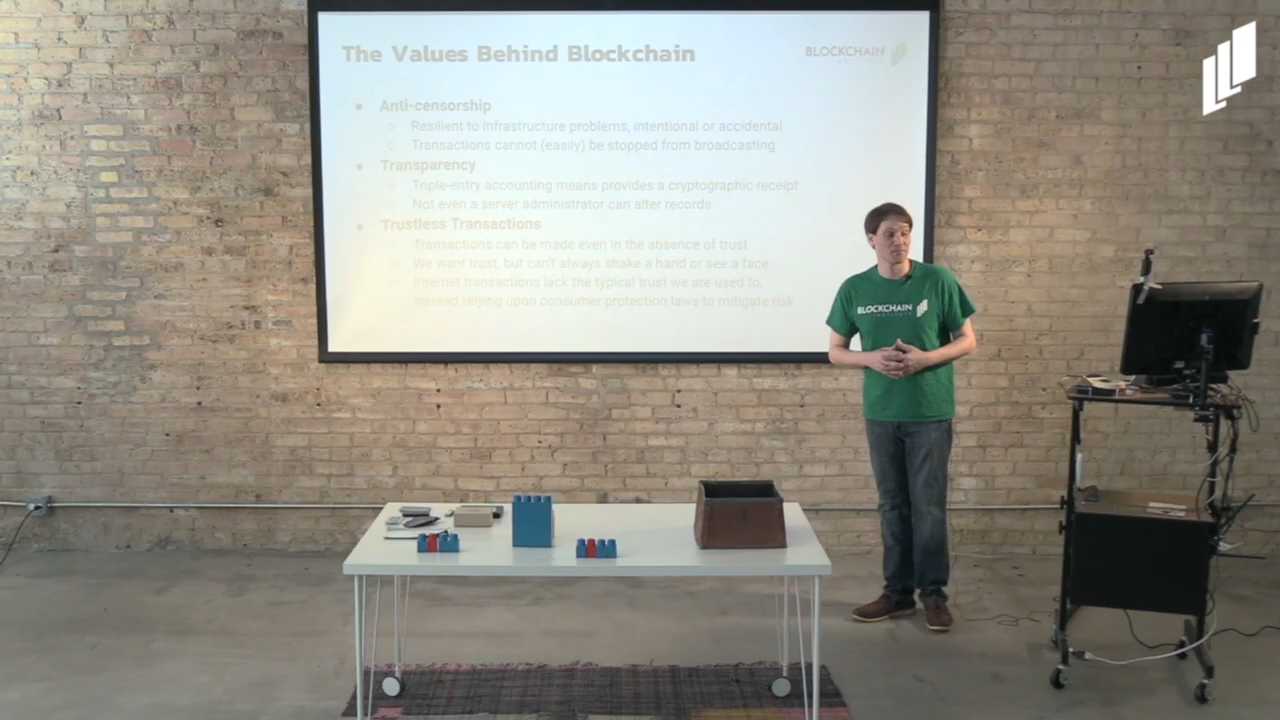 The Values Behind Blockchain
BLOCKCHAIN
INSTITUTE
Anti-censorship
Resilient to infrastructure problems, intentional or accidental
Transactions cannot (easily) be stopped from broadcasting
Transparency
Triple-entry accounting means provides a cryptographic receipt
Not even a server administrator can alter records
Trustless Transactions
Transactions can be made even in the absence of trust
We want trust, but can't always shake a hand or see a face
Internet transactions lack the typical trust we are used to,
instead relying upon consumer protection laws to mitigate risk
BLOCKCHAIN
INSTITUTE